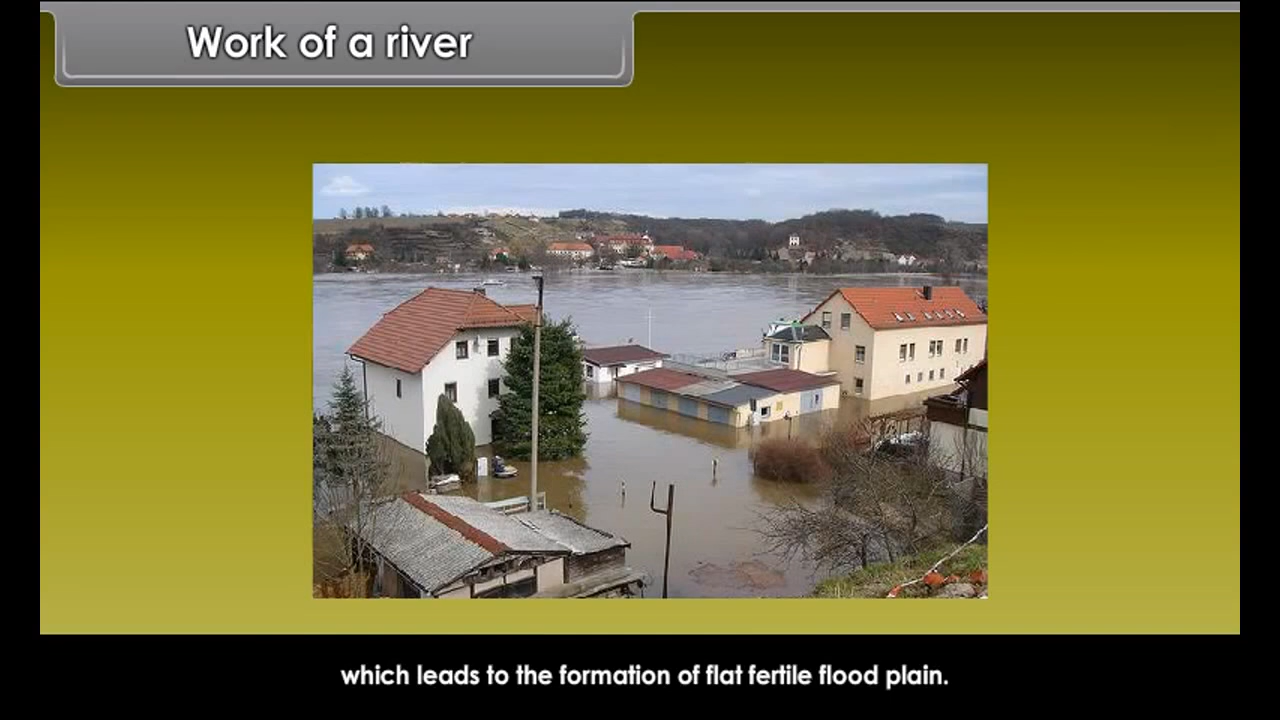 Work of a river
which leads to the formation of flat fertile flood plain.